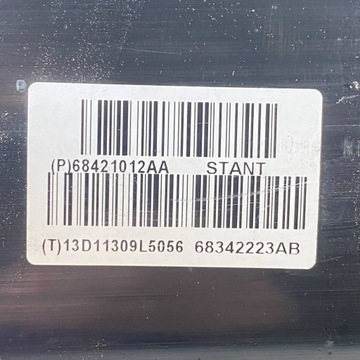 (P)68421012AA STANT
(T)13D11309L5056 68342223AB